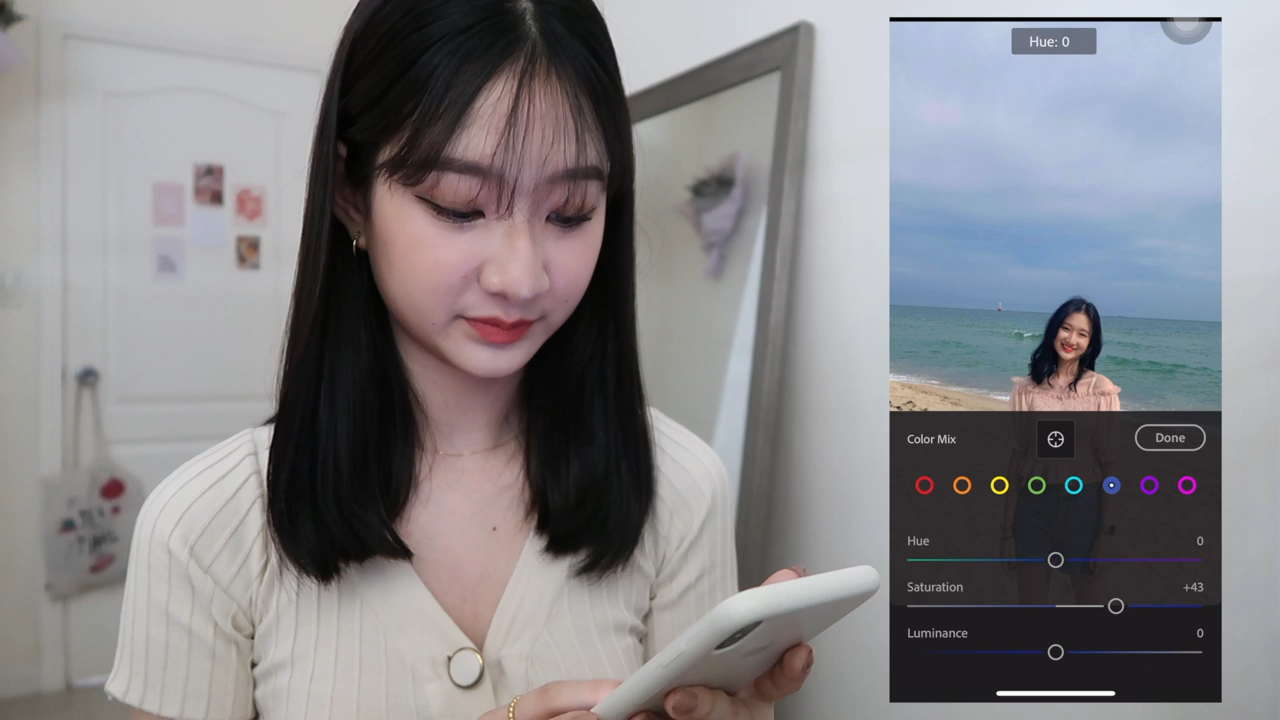 Hue: 0
Color Mix
Done
Hue 0
Saturation +43
Luminance 0